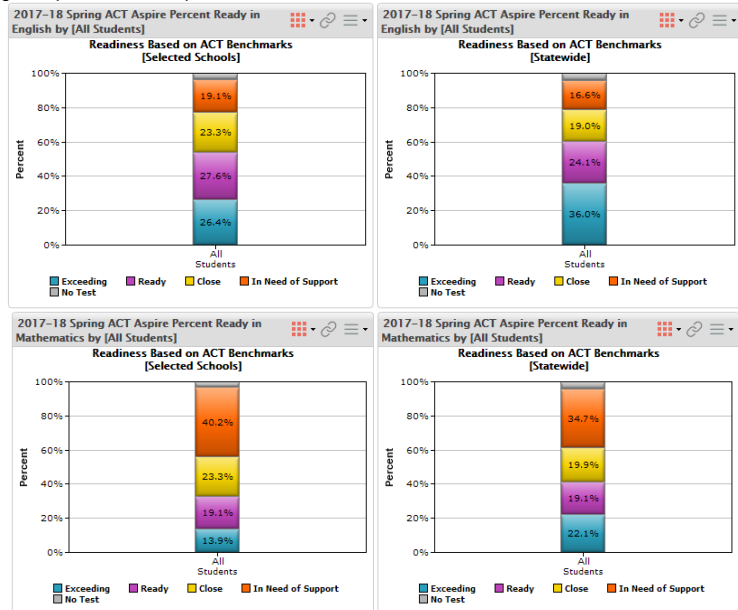 2017-18 Spring ACT Aspire Percent Ready in
English by [All Students]
Readiness Based on ACT Benchmarks
[Selected Schools]
100%
80%
60%
40%
20%
0%
Percent
19.1%
23.3%
27.6%
26.4%
All
Students
Exceeding Ready Close In Need of Support
No Test
2017-18 Spring ACT Aspire Percent Ready in
English by [All Students]
Readiness Based on ACT Benchmarks
[Statewide]
100%
80%
60%
40%
20%
0%
Percent
16.6%
19.0%
24.1%
36.0%
All
Students
Exceeding Ready Close In Need of Support
No Test
2017-18 Spring ACT Aspire Percent Ready in
Mathematics by [All Students]
Readiness Based on ACT Benchmarks
[Selected Schools]
100%
80%
60%
40%
20%
0%
Percent
40.2%
23.3%
19.1%
13.9%
All
Students
Exceeding Ready Close In Need of Support
No Test
2017-18 Spring ACT Aspire Percent Ready in
Mathematics by [All Students]
Readiness Based on ACT Benchmarks
[Statewide]
100%
80%
60%
40%
20%
0%
Percent
34.7%
19.9%
19.1%
22.1%
All
Students
Exceeding Ready Close In Need of Support
No Test